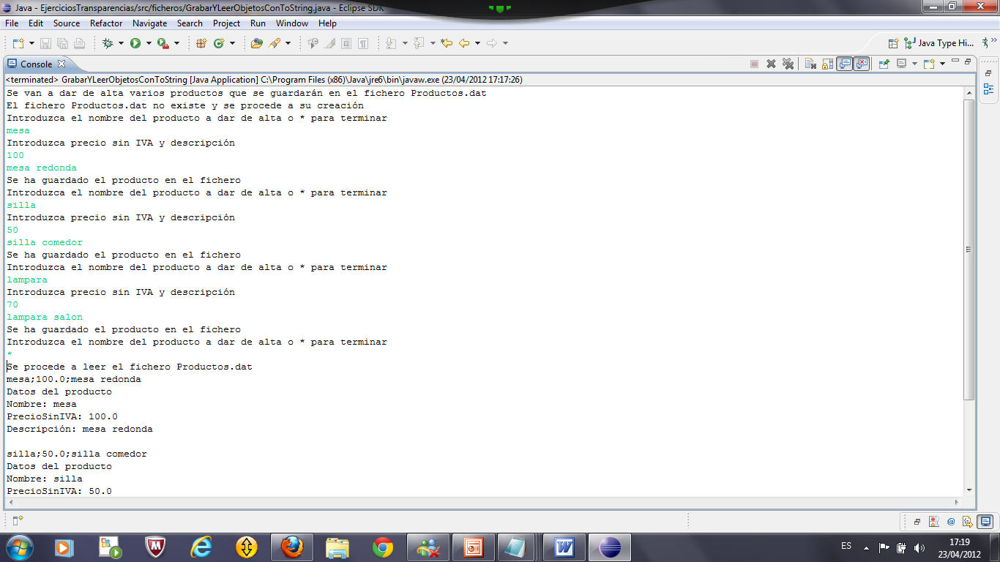 Java - EjerciciosTransparencias/src/ficheros/GrabarYLeerObjetosConToString.java - Eclipse SDK
File Edit Source Refactor Navigate Search Project Run Window Help
Java Type Hi...
Console
<terminated> GrabarYLeerObjetosConToString [Java Application] C:\Program Files (x86)\Java\jre6\bin\javaw.exe (23/04/2012 17:17:26)
Se van a dar de alta varios productos que se guardarán en el fichero Productos.dat
El fichero Productos.dat no existe y se procede a su creación
Introduzca el nombre del producto a dar de alta o * para terminar
mesa
Introduzca precio sin IVA y descripción
100
mesa redonda
Se ha guardado el producto en el fichero
Introduzca el nombre del producto a dar de alta o * para terminar
silla
Introduzca precio sin IVA y descripción
50
silla comedor
Se ha guardado el producto en el fichero
Introduzca el nombre del producto a dar de alta o * para terminar
lampara
Introduzca precio sin IVA y descripción
70
lampara salon
Se ha guardado el producto en el fichero
Introduzca el nombre del producto a dar de alta o * para terminar
*
Se procede a leer el fichero Productos.dat
mesa;100.0;mesa redonda
Datos del producto
Nombre: mesa
PrecioSinIVA: 100.0
Descripción: mesa redonda
silla;50.0;silla comedor
Datos del producto
Nombre: silla
PrecioSinIVA: 50.0
ES
17:19
23/04/2012